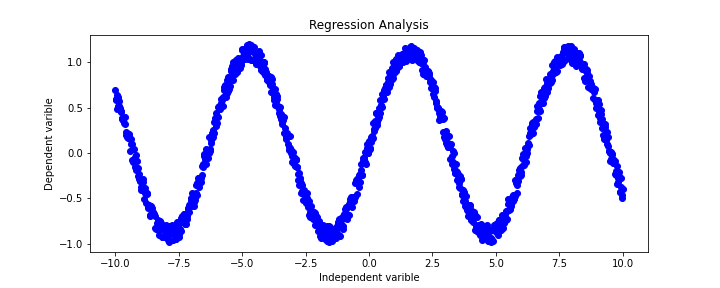 Regression Analysis
Dependent varible
1.0
0.5
0.0
−0.5
−1.0
−10.0 −7.5 −5.0 −2.5 0.0 2.5 5.0 7.5 10.0
Independent varible